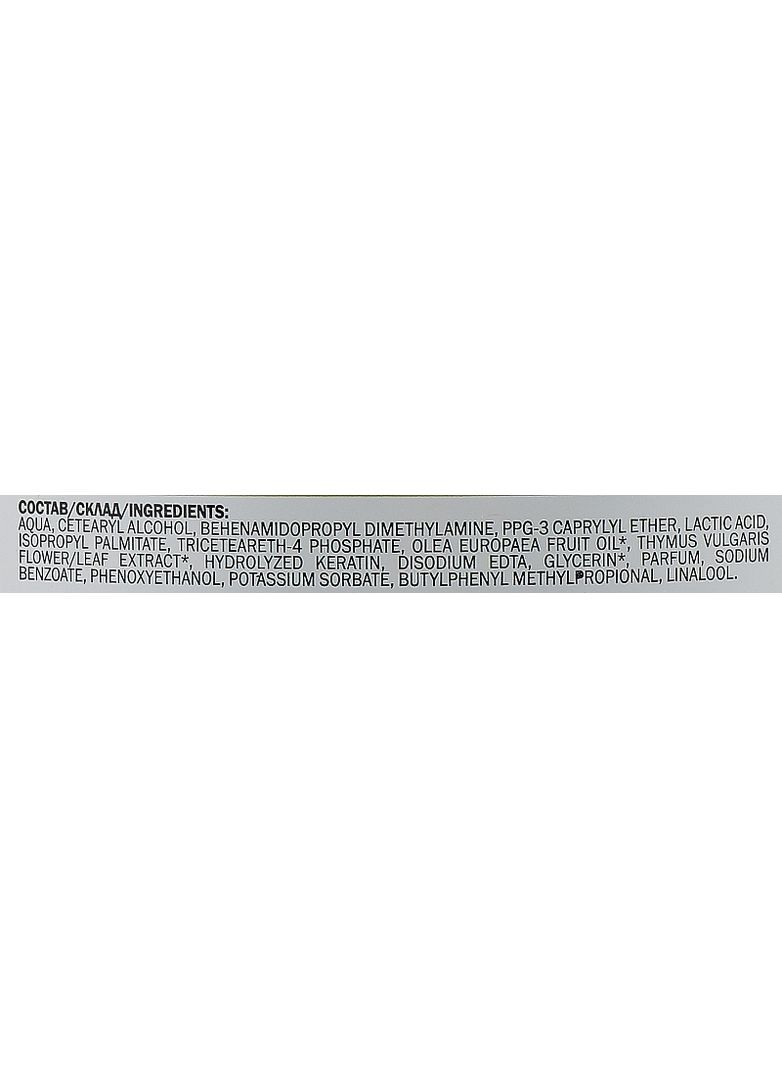 СОСТАВ/СКЛАД/INGREDIENTS:
AQUA, CETEARYL ALCOHOL, BEHENAMIDOPROPYL DIMETHYLAMINE, PPG-3 CAPRYLYL ETHER, LACTIC ACID,
ISOPROPYL PALMITATE, TRICETEARETH-4 PHOSPHATE, OLEA EUROPAEA FRUIT OIL*, THYMUS VULGARIS
FLOWER/LEAF EXTRACT*, HYDROLYZED KERATIN, DISODIUM EDTA, GLYCERIN*, PARFUM, SODIUM
BENZOATE, PHENOXYETHANOL, POTASSIUM SORBATE, BUTYLPHENYL METHYLPROPIONAL, LINALOOL.